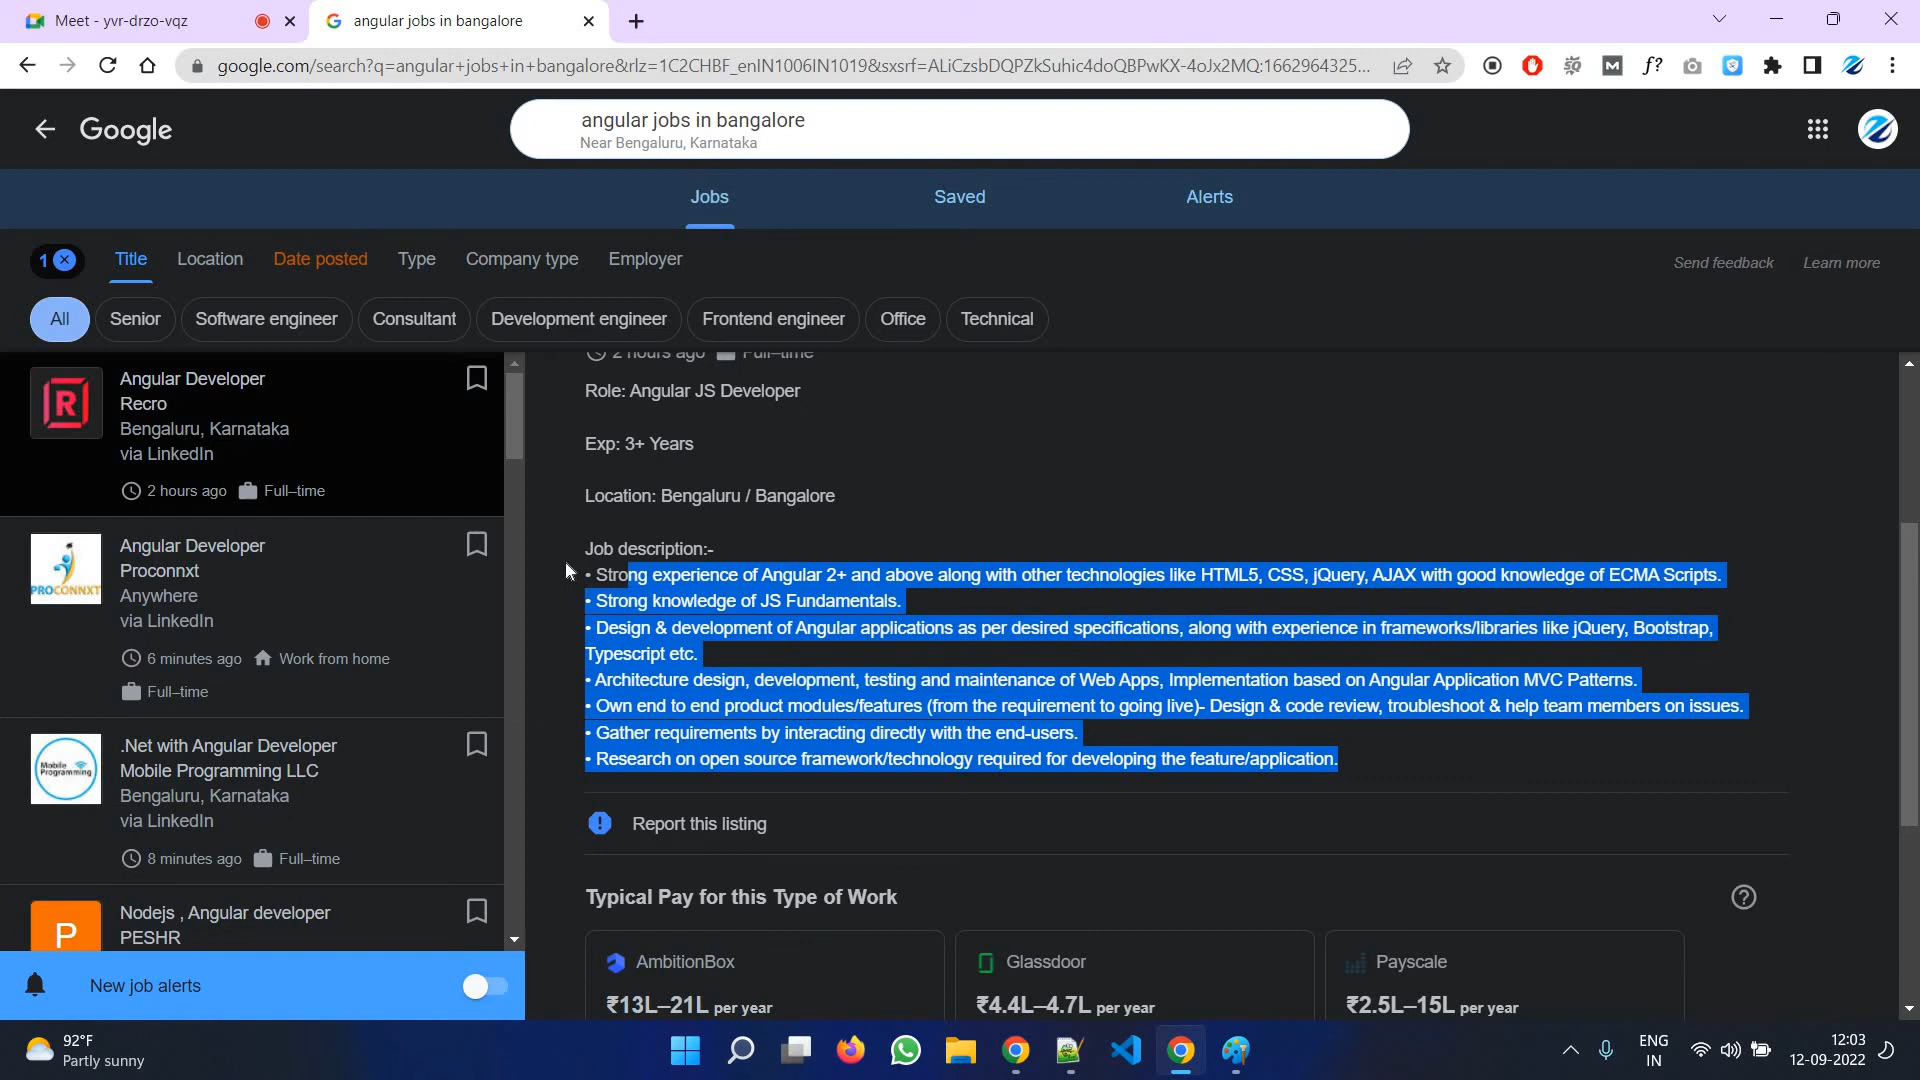 Meet - yvr-drzo-vqz
angular jobs in bangalore
google.com/search?q=angular+jobs+in+bangalore&rlz=1C2CHBF_enIN1006IN1019&sxsrf=ALiCzsbDQPZkSuhic4doQBPwKX-4oJx2MQ:1662964325...
Google
angular jobs in bangalore
Near Bengaluru, Karnataka
Jobs
Saved
Alerts
1
Title
Location
Date posted
Type
Company type
Employer
Send feedback
Learn more
All
Senior
Software engineer
Consultant
Development engineer
Frontend engineer
Office
Technical
R
Angular Developer
Recro
Bengaluru, Karnataka
via LinkedIn
2 hours ago
Full–time
PROCONNXT
Angular Developer
Proconnxt
Anywhere
via LinkedIn
6 minutes ago
Work from home
Full–time
Mobile
Programming
.Net with Angular Developer
Mobile Programming LLC
Bengaluru, Karnataka
via LinkedIn
8 minutes ago
Full–time
P
Nodejs , Angular developer
PESHR
New job alerts
2 hours ago
Full–time
Role: Angular JS Developer
Exp: 3+ Years
Location: Bengaluru / Bangalore
Job description:-
• Strong experience of Angular 2+ and above along with other technologies like HTML5, CSS, jQuery, AJAX with good knowledge of ECMA Scripts.
• Strong knowledge of JS Fundamentals.
• Design & development of Angular applications as per desired specifications, along with experience in frameworks/libraries like jQuery, Bootstrap,
Typescript etc.
• Architecture design, development, testing and maintenance of Web Apps, Implementation based on Angular Application MVC Patterns.
• Own end to end product modules/features (from the requirement to going live)- Design & code review, troubleshoot & help team members on issues.
• Gather requirements by interacting directly with the end-users.
• Research on open source framework/technology required for developing the feature/application.
Report this listing
Typical Pay for this Type of Work
AmbitionBox
₹13L–21L per year
Glassdoor
₹4.4L–4.7L per year
Payscale
₹2.5L–15L per year
92°F
Partly sunny
ENG
IN
12:03
12-09-2022